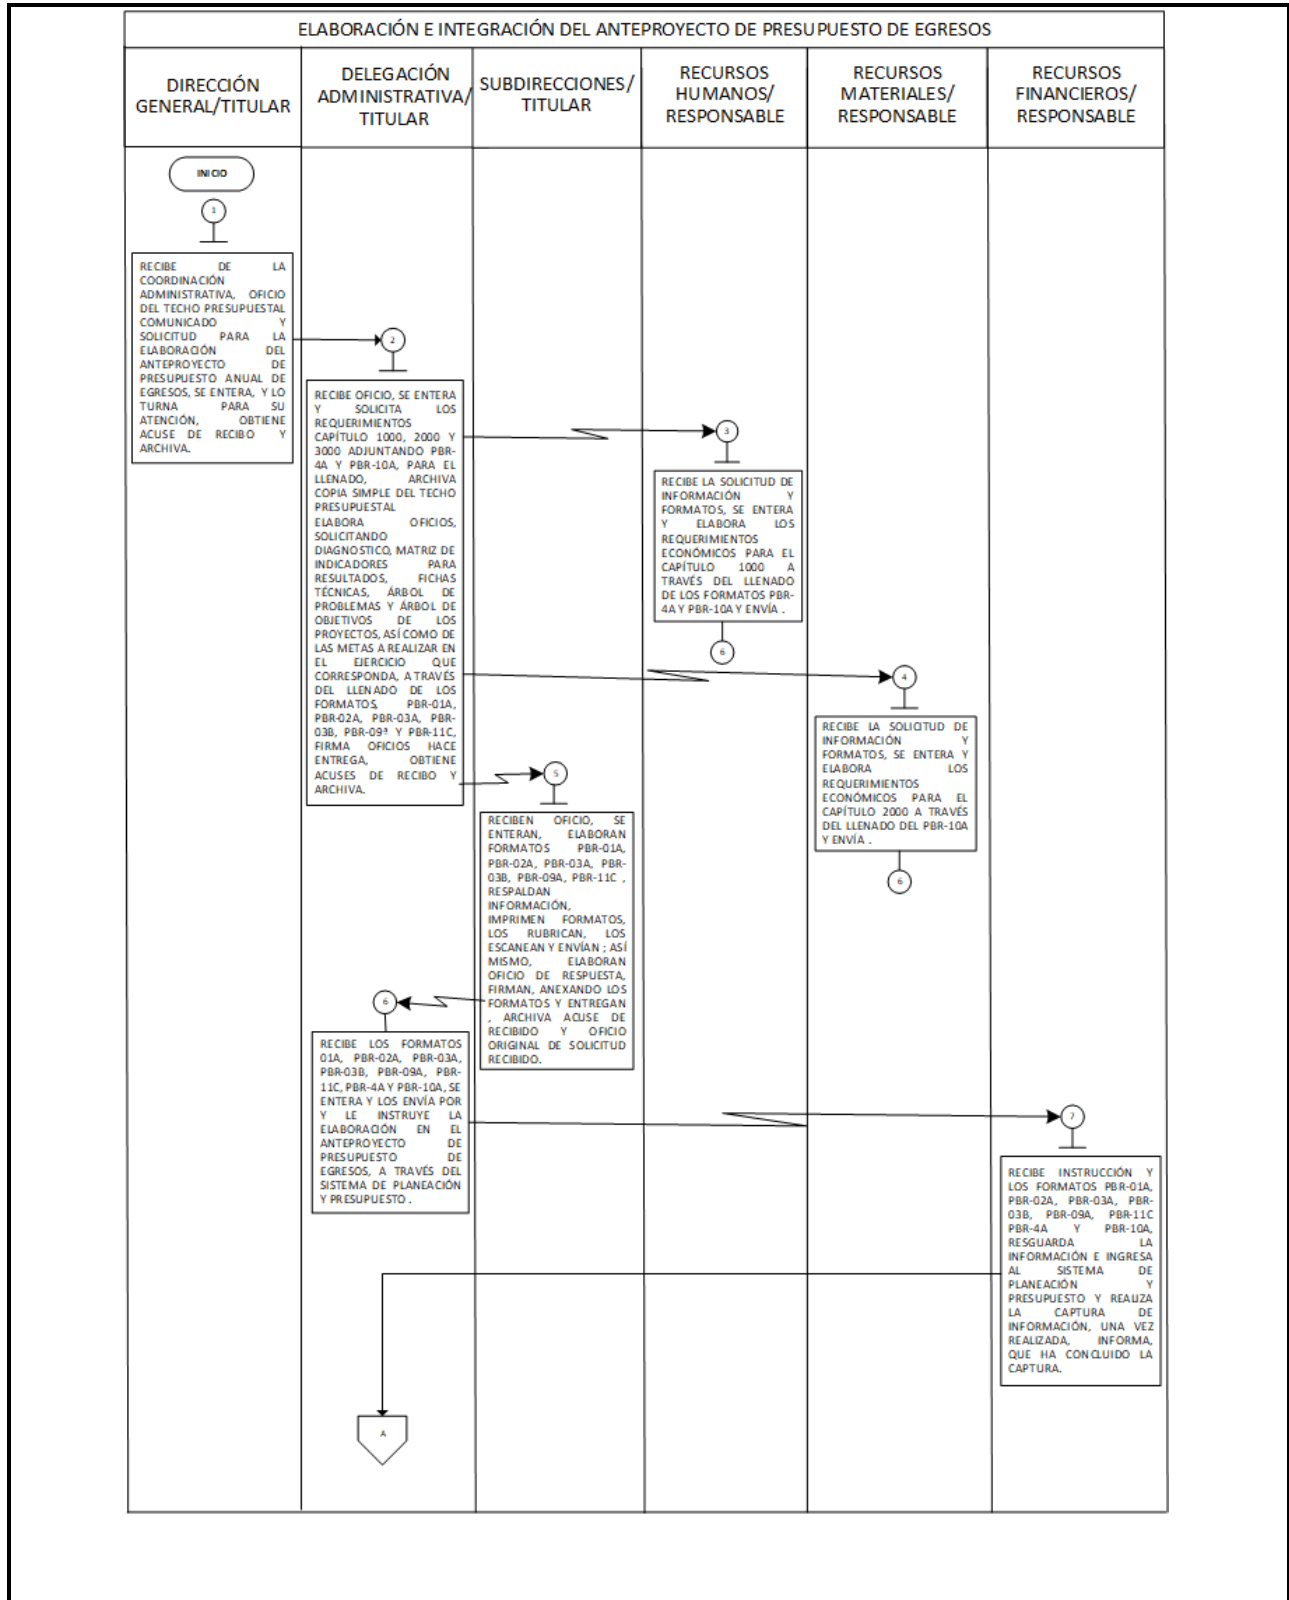 ELABORACIÓN E INTEGRACIÓN DEL ANTEPROYECTO DE PRESUPUESTO DE EGRESOS
DIRECCIÓN
GENERAL/TITULAR
DELEGACIÓN
ADMINISTRATIVA/
TITULAR
SUBDIRECCIONES/
TITULAR
RECURSOS
HUMANOS/
RESPONSABLE
RECURSOS
MATERIALES/
RESPONSABLE
RECURSOS
FINANCIEROS/
RESPONSABLE
INICIO
1
RECIBE DE LA
COORDINACIÓN
ADMINISTRATIVA, OFICIO
DEL TECHO PRESUPUESTAL
COMUNICADO Y
SOLICITUD PARA LA
ELABORACIÓN DEL
ANTEPROYECTO DE
PRESUPUESTO ANUAL DE
EGRESOS, SE ENTERA, Y LO
TURNA PARA SU
ATENCIÓN, OBTIENE
ACUSE DE RECIBO Y
ARCHIVA.
2
RECIBE OFICIO, SE ENTERA
Y SOLICITA LOS
REQUERIMIENTOS
CAPÍTULO 1000, 2000 Y
3000 ADJUNTANDO PBR-
4A Y PBR-10A, PARA EL
LLENADO, ARCHIVA
COPIA SIMPLE DEL TECHO
PRESUPUESTAL
ELABORA OFICIOS,
SOLICITANDO
DIAGNOSTICO, MATRIZ DE
INDICADORES PARA
RESULTADOS, FICHAS
TÉCNICAS, ÁRBOL DE
PROBLEMAS Y ÁRBOL DE
OBJETIVOS DE LOS
PROYECTOS, ASÍ COMO DE
LAS METAS A REALIZAR EN
EL EJERCICIO QUE
CORRESPONDA, A TRAVÉS
DEL LLENADO DE LOS
FORMATOS, PBR-01A,
PBR-02A, PBR-03A, PBR-
03B, PBR-09ª Y PBR-11C,
FIRMA OFICIOS HACE
ENTREGA, OBTIENE
ACUSES DE RECIBO Y
ARCHIVA.
3
RECIBE LA SOLICITUD DE
INFORMACIÓN Y
FORMATOS, SE ENTERA
Y ELABORA LOS
REQUERIMIENTOS
ECONÓMICOS PARA EL
CAPÍTULO 1000 A
TRAVÉS DEL LLENADO
DE LOS FORMATOS PBR-
4A Y PBR-10A Y ENVÍA .
6
4
RECIBE LA SOLICITUD DE
INFORMACIÓN Y
FORMATOS, SE ENTERA Y
ELABORA LOS
REQUERIMIENTOS
ECONÓMICOS PARA EL
CAPÍTULO 2000 A TRAVÉS
DEL LLENADO DEL PBR-10A
Y ENVÍA .
6
5
RECIBEN OFICIO, SE
ENTERAN, ELABORAN
FORMATOS PBR-01A,
PBR-02A, PBR-03A, PBR-
03B, PBR-09A, PBR-11C ,
RESPALDAN
INFORMACIÓN,
IMPRIMEN FORMATOS,
LOS RUBRICAN, LOS
ESCANEAN Y ENVÍAN ; ASÍ
MISMO, ELABORAN
OFICIO DE RESPUESTA,
FIRMAN, ANEXANDO LOS
FORMATOS Y ENTREGAN
, ARCHIVA ACUSE DE
RECIBIDO Y OFICIO
ORIGINAL DE SOLICITUD
RECIBIDO.
6
RECIBE LOS FORMATOS
01A, PBR-02A, PBR-03A,
PBR-03B, PBR-09A, PBR-
11C, PBR-4A Y PBR-10A, SE
ENTERA Y LOS ENVÍA POR
Y LE INSTRUYE LA
ELABORACIÓN EN EL
ANTEPROYECTO DE
PRESUPUESTO DE
EGRESOS, A TRAVÉS DEL
SISTEMA DE PLANEACIÓN
Y PRESUPUESTO .
7
RECIBE INSTRUCCIÓN Y
LOS FORMATOS PBR-01A,
PBR-02A, PBR-03A, PBR-
03B, PBR-09A, PBR-11C
PBR-4A Y PBR-10A,
RESGUARDA LA
INFORMACIÓN E INGRESA
AL SISTEMA DE
PLANEACIÓN Y
PRESUPUESTO Y REALIZA
LA CAPTURA DE
INFORMACIÓN, UNA VEZ
REALIZADA, INFORMA,
QUE HA CONCLUIDO LA
CAPTURA.
A